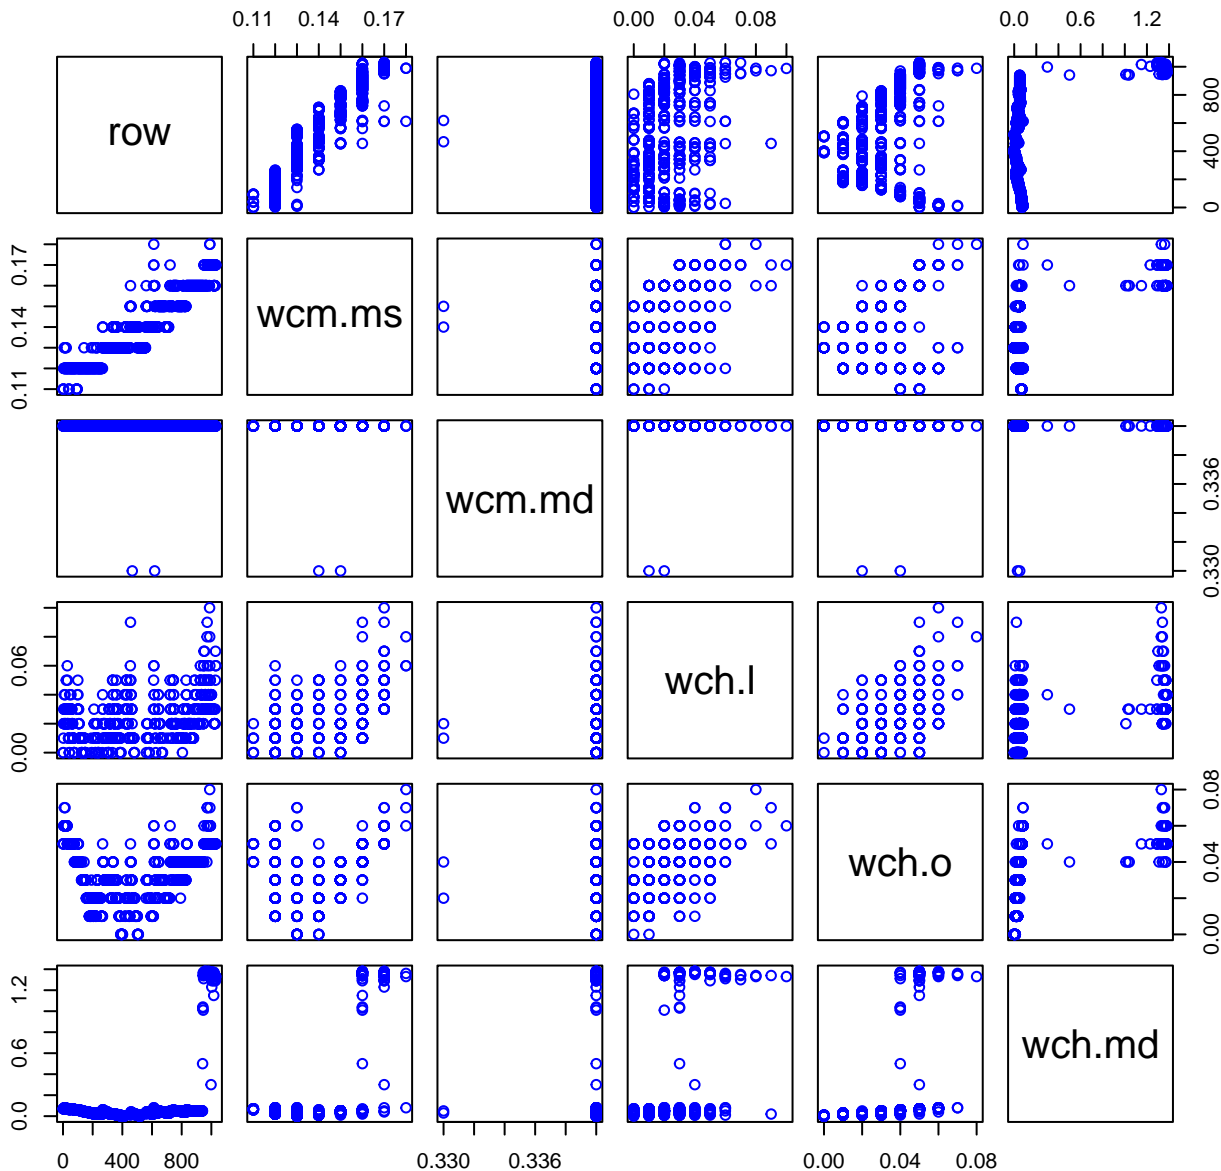 0.11 0.14 0.17 0.00 0.04 0.08 0.0 0.6 1.2
row 0 400 800
0.11 0.14 0.17 wcm.ms
wcm.md 0.330 0.336
0.00 0.06 wch.l
wch.o 0.00 0.04 0.08
0.0 0.6 1.2 wch.md
0 400 800 0.330 0.336 0.00 0.04 0.08